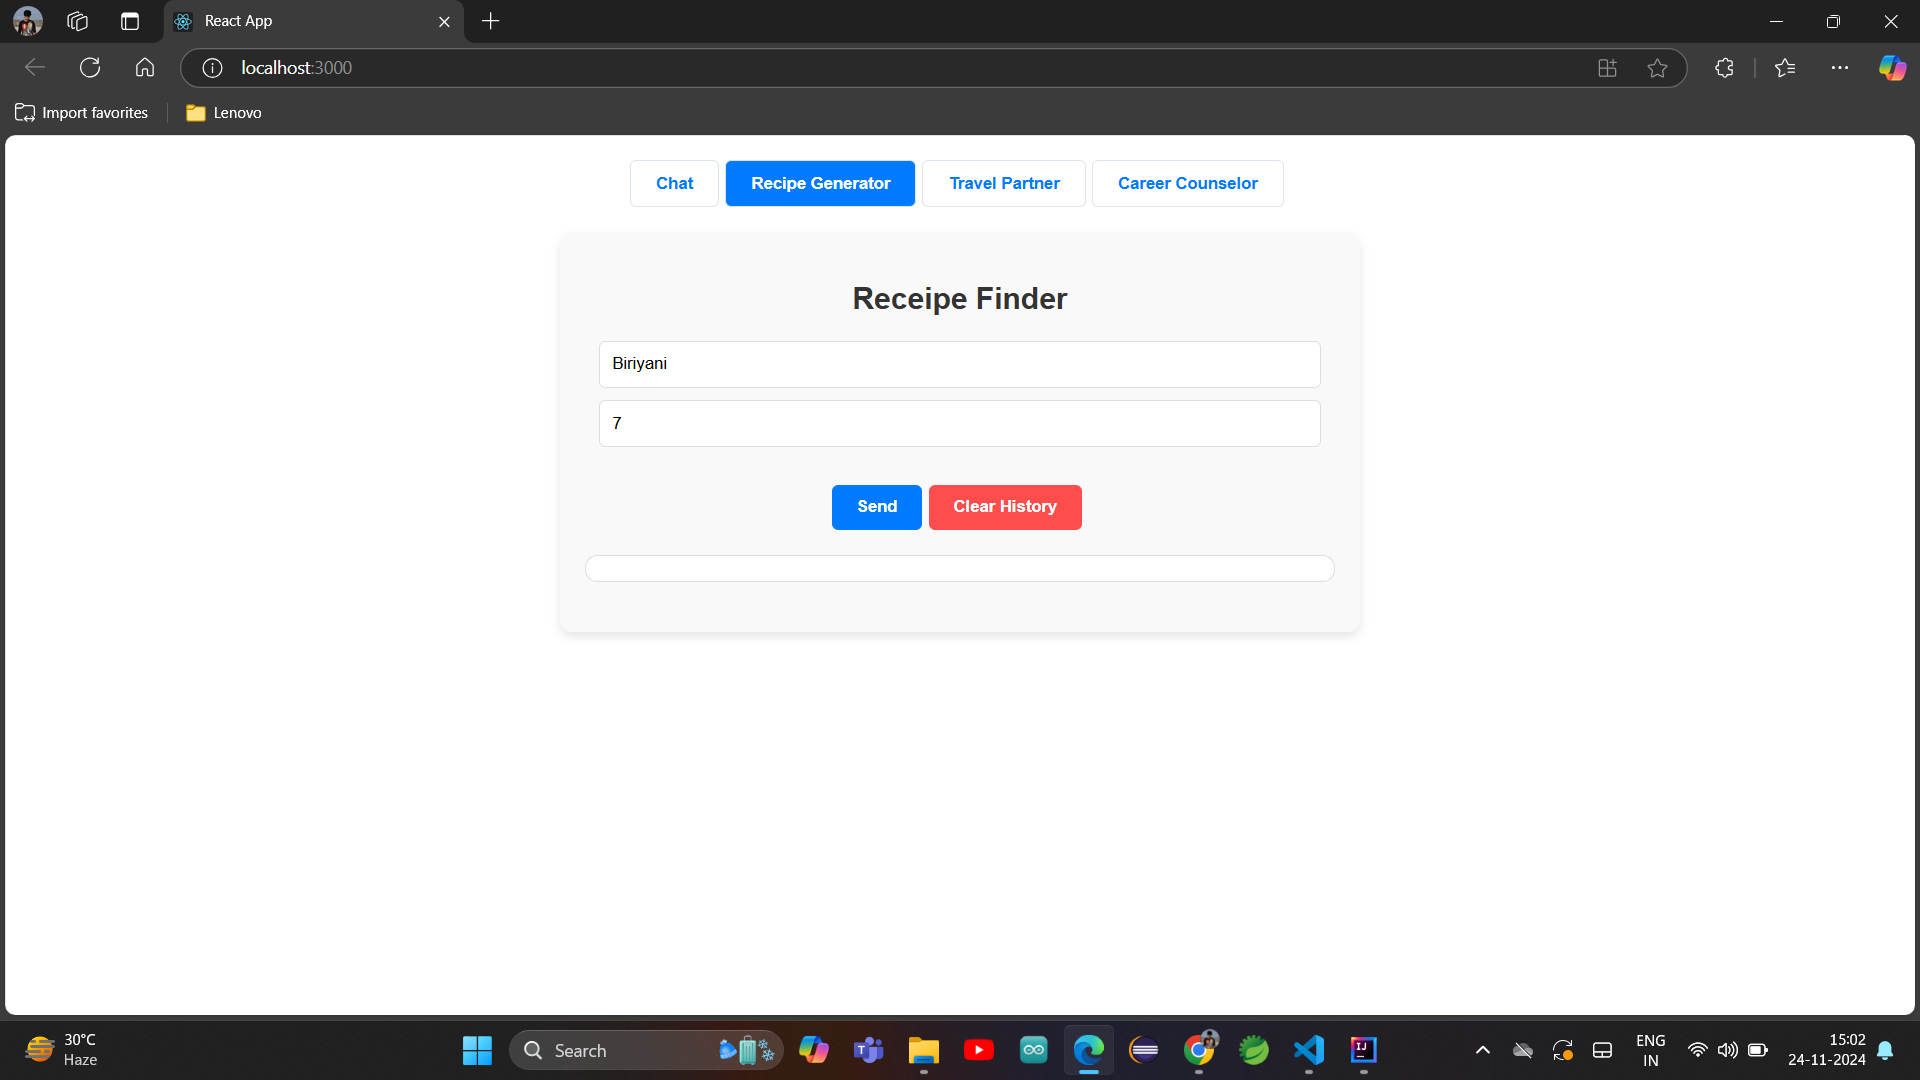 React App
localhost:3000
Import favorites
Lenovo
Chat
Recipe Generator
Travel Partner
Career Counselor
Receipe Finder
Biriyani
7
Send
Clear History
30°C
Haze
Search
ENG
IN
15:02
24-11-2024